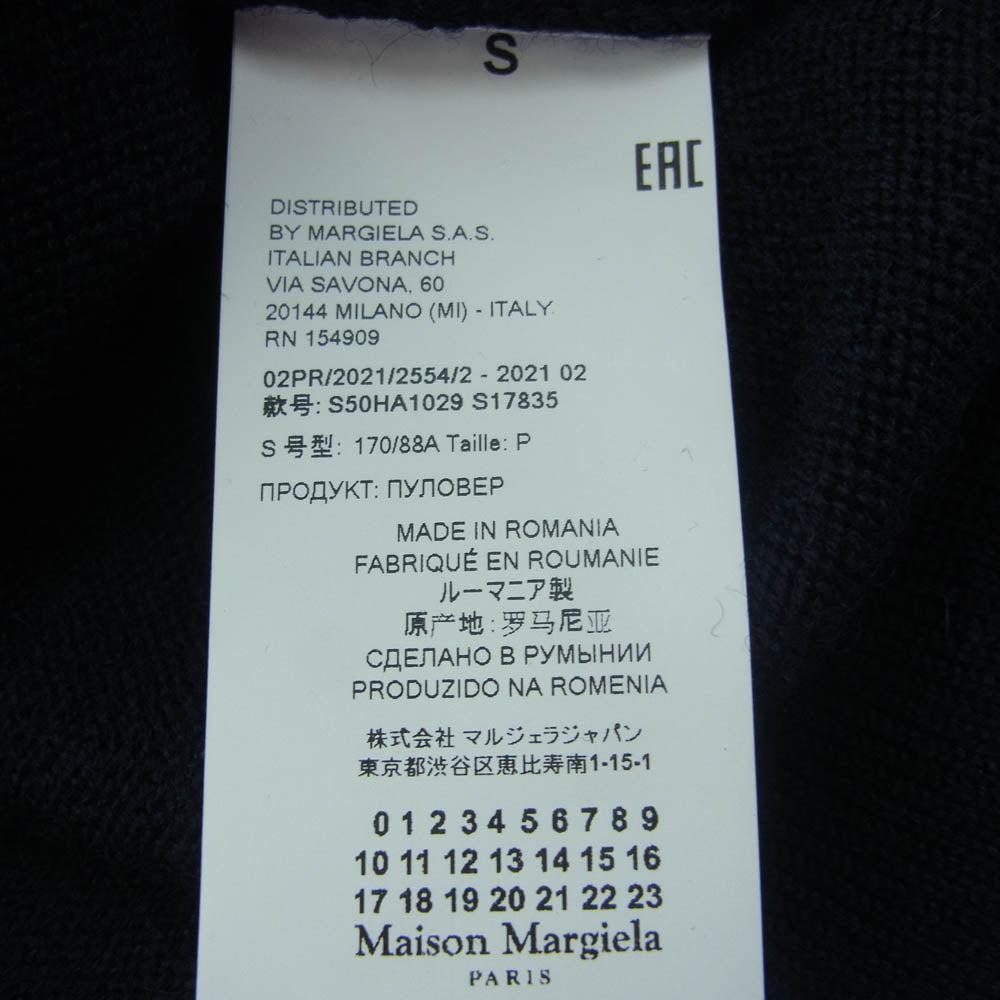 S
EAC
DISTRIBUTED
BY MARGIELA S.A.S.
ITALIAN BRANCH
VIA SAVONA, 60
20144 MILANO (MI) - ITALY
RN 154909
02PR/2021/2554/2 - 2021 02
款号: S50HA1029 S17835
S 号型: 170/88A Taille: P
ПРОДУКТ: ПУЛОВЕР
MADE IN ROMANIA
FABRIQUÉ EN ROUMANIE
ルーマニア製
原产地:罗马尼亚
СДЕЛАНО В РУМЫНИИ
PRODUZIDO NA ROMENIA
株式会社 マルジェラジャパン
東京都渋谷区恵比寿南1-15-1
0 1 2 3 4 5 6 7 8 9
10 11 12 13 14 15 16
17 18 19 20 21 22 23
Maison Margiela
PARIS